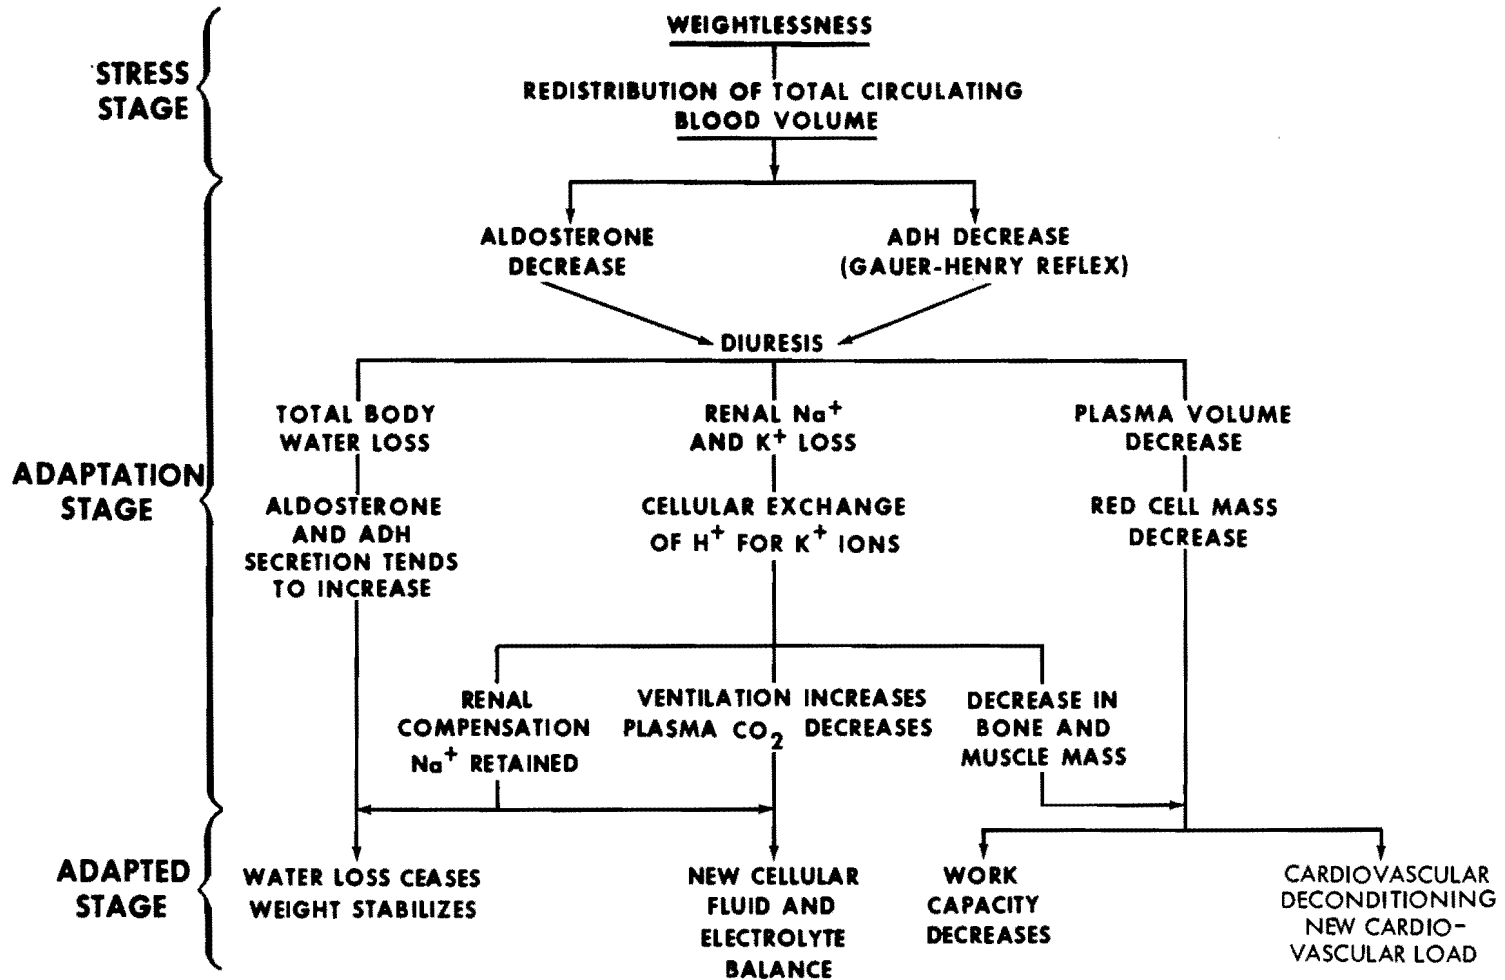 WEIGHTLESSNESS
STRESS
STAGE
REDISTRIBUTION OF TOTAL CIRCULATING
BLOOD VOLUME
ALDOSTERONE
DECREASE
ADH DECREASE
(GAUER-HENRY REFLEX)
DIURESIS
TOTAL BODY
WATER LOSS
RENAL Na+
AND K+ LOSS
PLASMA VOLUME
DECREASE
ADAPTATION
STAGE
ALDOSTERONE
AND ADH
SECRETION TENDS
TO INCREASE
CELLULAR EXCHANGE
OF H+ FOR K+ IONS
RED CELL MASS
DECREASE
RENAL
COMPENSATION
Na+ RETAINED
VENTILATION INCREASES
PLASMA CO2 DECREASES
DECREASE IN
BONE AND
MUSCLE MASS
ADAPTED
STAGE
WATER LOSS CEASES
WEIGHT STABILIZES
NEW CELLULAR
FLUID AND
ELECTROLYTE
BALANCE
WORK
CAPACITY
DECREASES
CARDIOVASCULAR
DECONDITIONING
NEW CARDIO-
VASCULAR LOAD